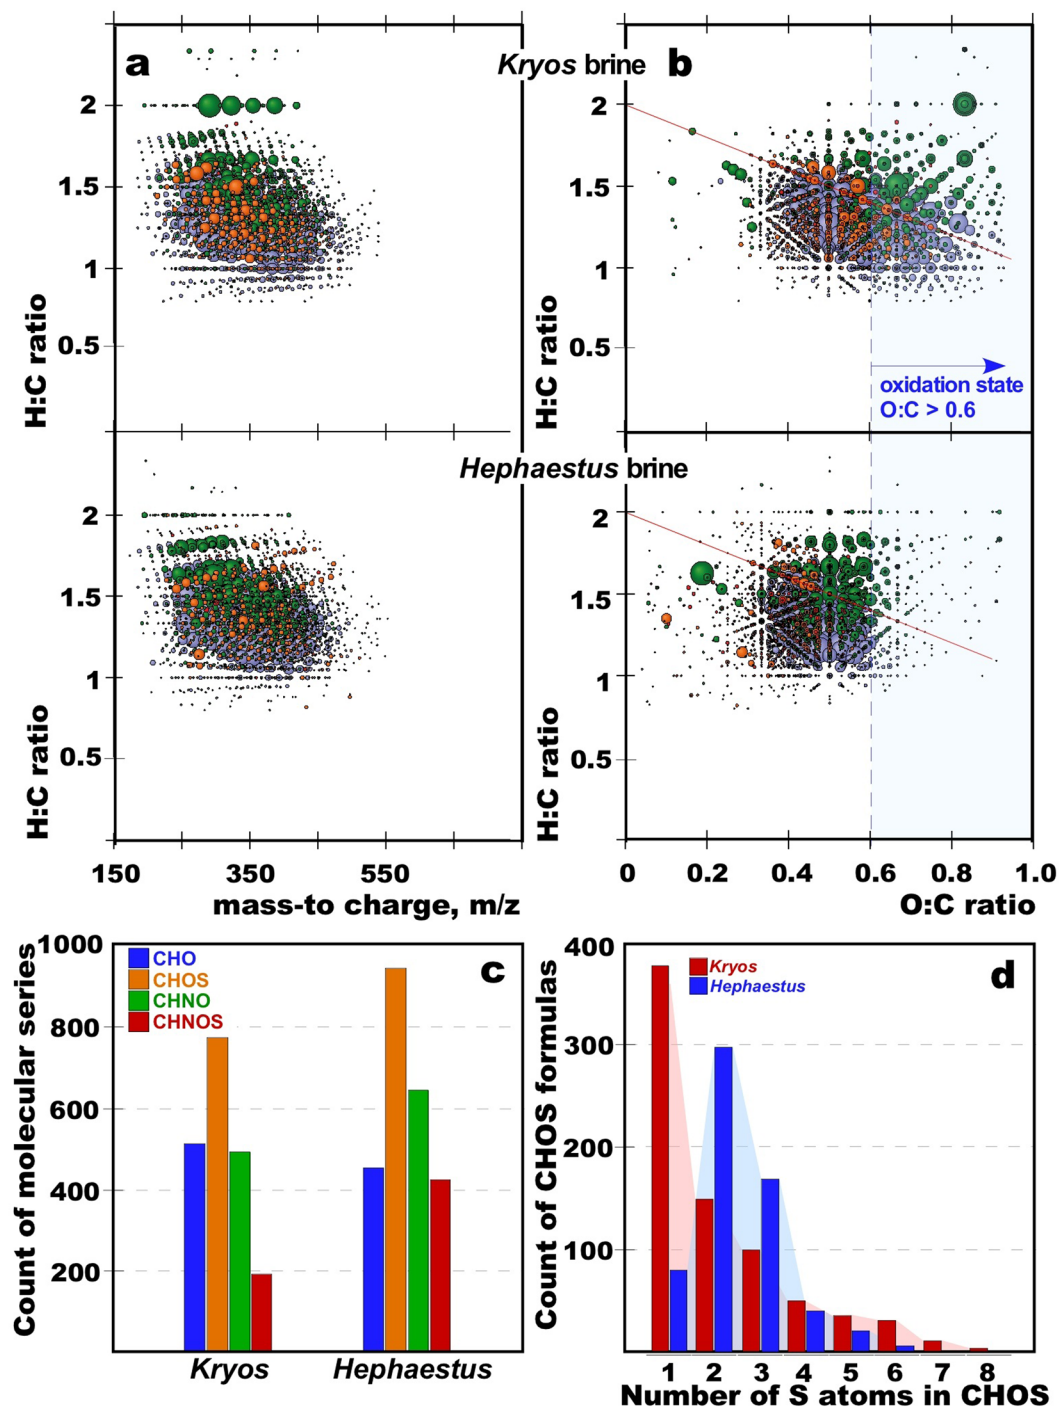 a
Kryos brine
b
2
1.5
1
0.5
H:C ratio
2
1.5
1
0.5
H:C ratio
oxidation state
O:C > 0.6
Hephaestus brine
2
1.5
1
0.5
H:C ratio
2
1.5
1
0.5
H:C ratio
150 350 550
mass-to charge, m/z
0 0.2 0.4 0.6 0.8 1.0
O:C ratio
c
1000
800
600
400
200
Count of molecular series
CHO
CHOS
CHNO
CHNOS
Kryos Hephaestus
d
400
300
200
100
Count of CHOS formulas
Kryos
Hephaestus
1 2 3 4 5 6 7 8
Number of S atoms in CHOS